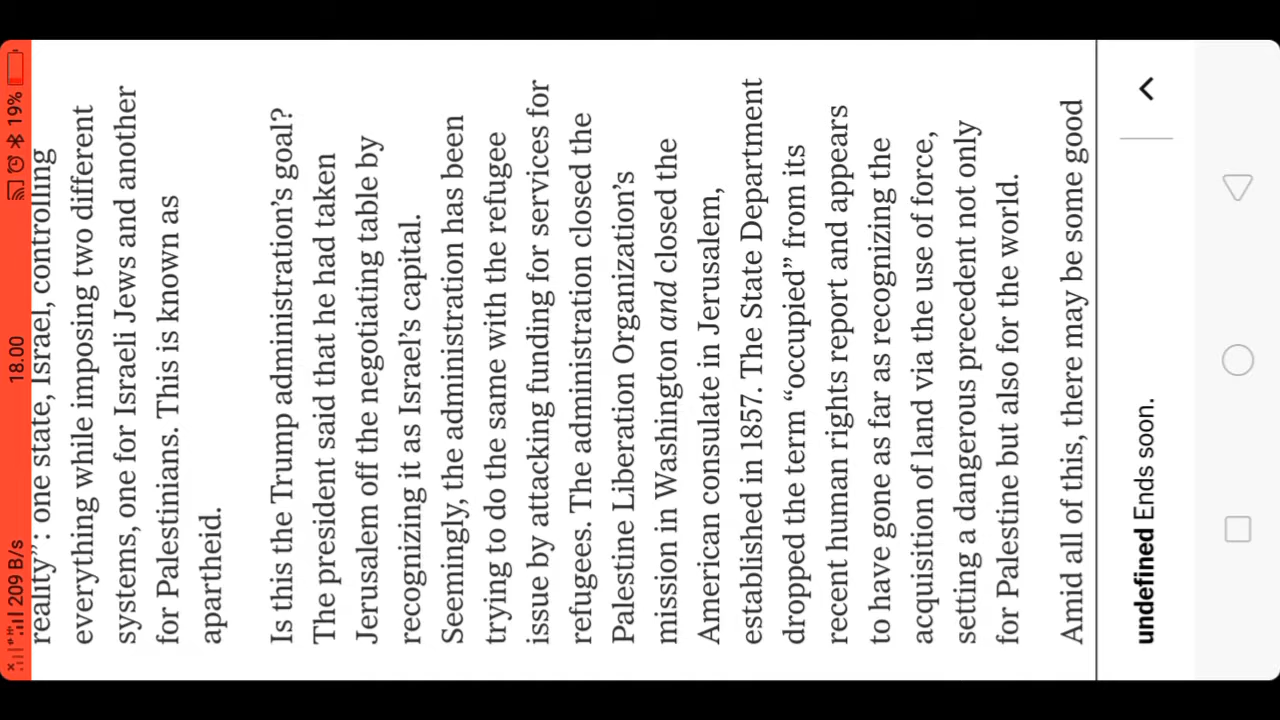 18.00
209 B/s
19%
reality”: one state, Israel, controlling
everything while imposing two different
systems, one for Israeli Jews and another
for Palestinians. This is known as
apartheid.
Is this the Trump administration’s goal?
The president said that he had taken
Jerusalem off the negotiating table by
recognizing it as Israel’s capital.
Seemingly, the administration has been
trying to do the same with the refugee
issue by attacking funding for services for
refugees. The administration closed the
Palestine Liberation Organization’s
mission in Washington and closed the
American consulate in Jerusalem,
established in 1857. The State Department
dropped the term “occupied” from its
recent human rights report and appears
to have gone as far as recognizing the
acquisition of land via the use of force,
setting a dangerous precedent not only
for Palestine but also for the world.
Amid all of this, there may be some good
undefined Ends soon.